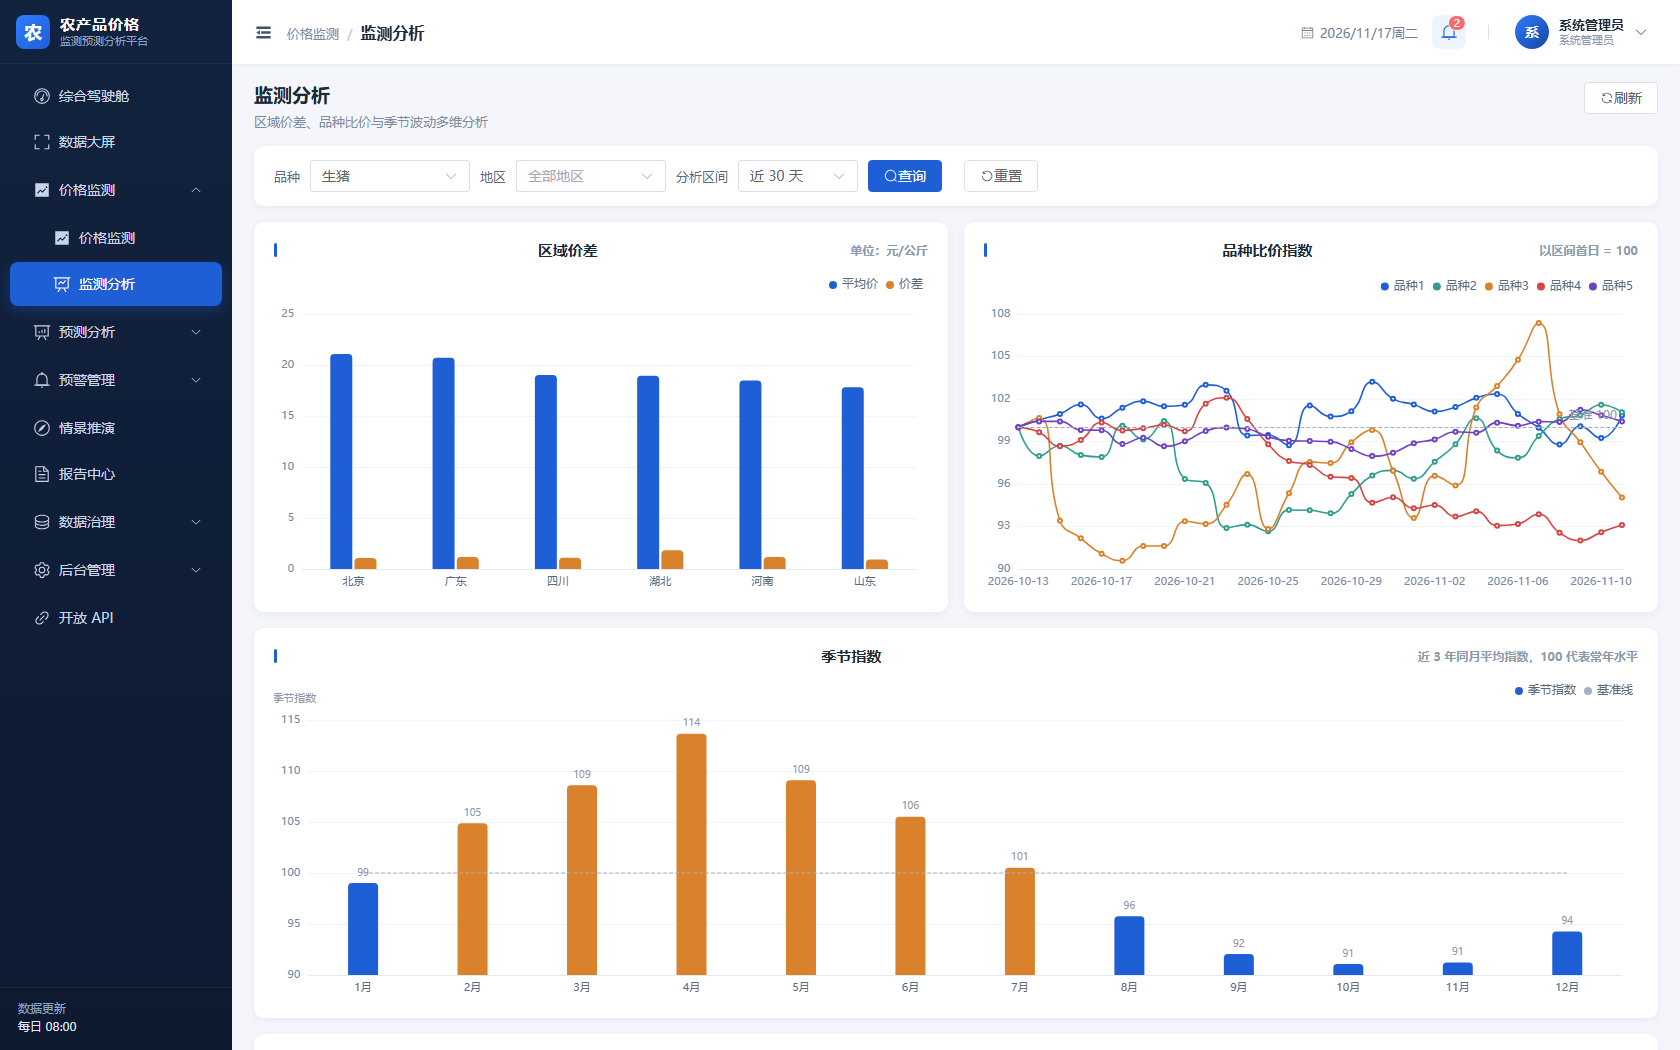 农
农产品价格
监测预测分析平台
综合驾驶舱
数据大屏
价格监测
价格监测
监测分析
预测分析
预警管理
情景推演
报告中心
数据治理
后台管理
开放 API
数据更新
每日 08:00
价格监测 / 监测分析
2026/11/17周二
2
系
系统管理员
系统管理员
监测分析
区域价差、品种比价与季节波动多维分析
刷新
品种 生猪 地区 全部地区 分析区间 近 30 天 查询 重置
区域价差
单位：元/公斤
平均价 价差
25
20
15
10
5
0
北京 广东 四川 湖北 河南 山东
品种比价指数
以区间首日 = 100
品种1 品种2 品种3 品种4 品种5
108
105
102
99
96
93
90
基准 100
2026-10-13 2026-10-17 2026-10-21 2026-10-25 2026-10-29 2026-11-02 2026-11-06 2026-11-10
季节指数
近 3 年同月平均指数，100 代表常年水平
季节指数 基准线
季节指数
115
110
105
100
95
90
99 105 109 114 109 106 101 96 92 91 91 94
1月 2月 3月 4月 5月 6月 7月 8月 9月 10月 11月 12月